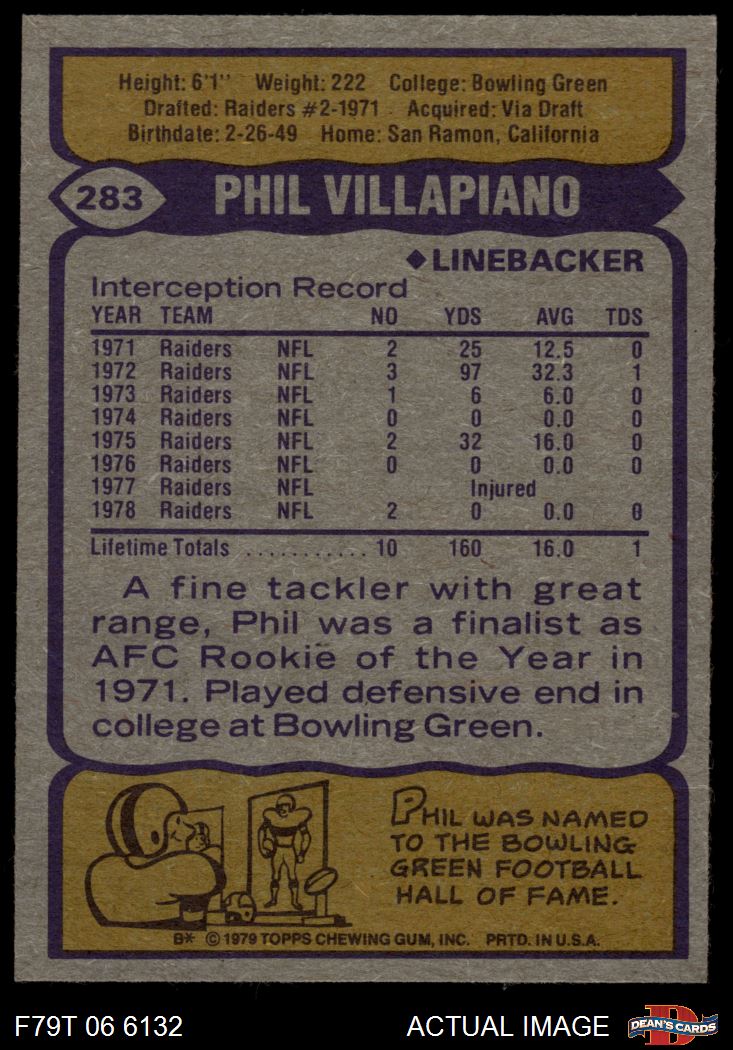 Height: 6'1" Weight: 222 College: Bowling Green
Drafted: Raiders #2-1971 Acquired: Via Draft
Birthdate: 2-26-49 Home: San Ramon, California
283 PHIL VILLAPIANO
◆LINEBACKER
Interception Record
YEAR TEAM NO YDS AVG TDS
1971 Raiders NFL 2 25 12.5 0
1972 Raiders NFL 3 97 32.3 1
1973 Raiders NFL 1 6 6.0 0
1974 Raiders NFL 0 0 0.0 0
1975 Raiders NFL 2 32 16.0 0
1976 Raiders NFL 0 0 0.0 0
1977 Raiders NFL Injured
1978 Raiders NFL 2 0 0.0 0
Lifetime Totals ........... 10 160 16.0 1
A fine tackler with great
range, Phil was a finalist as
AFC Rookie of the Year in
1971. Played defensive end in
college at Bowling Green.
PHIL WAS NAMED
TO THE BOWLING
GREEN FOOTBALL
HALL OF FAME.
B* © 1979 TOPPS CHEWING GUM, INC. PRTD. IN U.S.A.
F79T 06 6132 ACTUAL IMAGE D DEAN'S CARDS